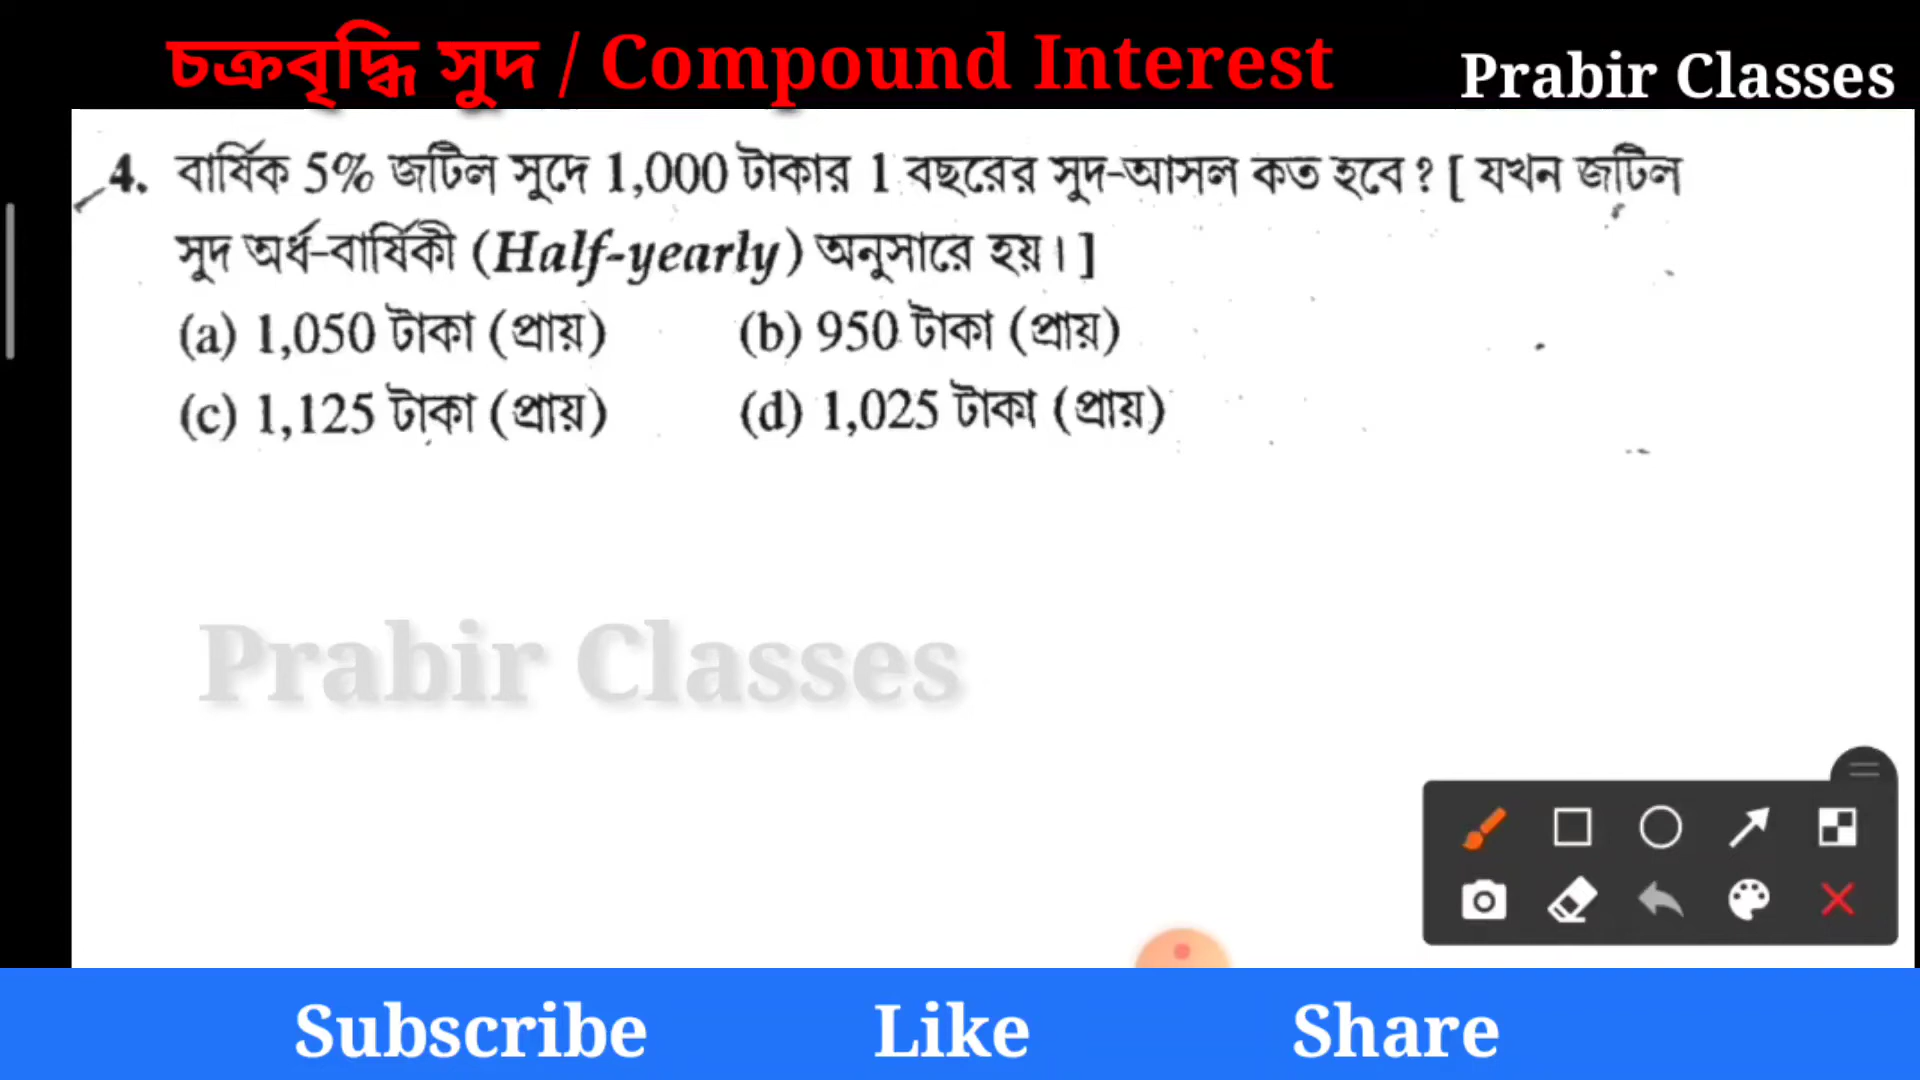 চক্রবৃদ্ধি সুদ / Compound Interest
Prabir Classes
4. বার্ষিক 5% জটিল সুদে 1,000 টাকার 1 বছরের সুদ-আসল কত হবে ? [ যখন জটিল
সুদ অর্ধ-বার্ষিকী (Half-yearly) অনুসারে হয়। ]
(a) 1,050 টাকা (প্রায়) (b) 950 টাকা (প্রায়)
(c) 1,125 টাকা (প্রায়) (d) 1,025 টাকা (প্রায়)
Prabir Classes
Subscribe Like Share